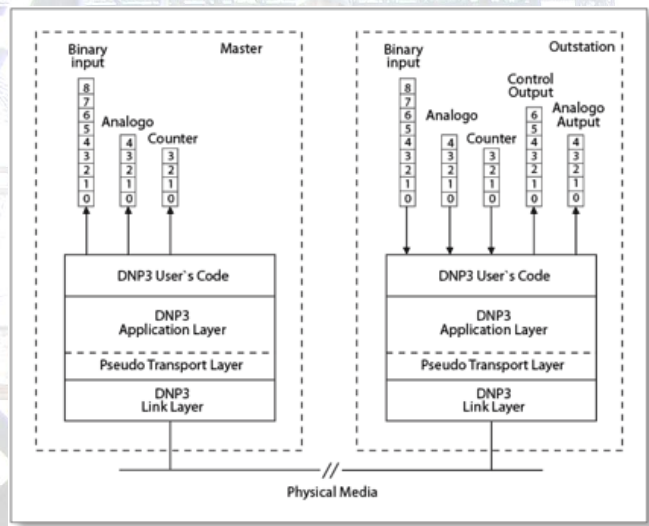 Master
Binary
input
8
7
6
5
4
3
2
1
0
Analogo
4
3
2
1
0
Counter
3
2
1
0
DNP3 User`s Code
DNP3
Application Layer
Pseudo Transport Layer
DNP3
Link Layer
Outstation
Binary
input
8
7
6
5
4
3
2
1
0
Analogo
4
3
2
1
0
Counter
3
2
1
0
Control
Output
6
5
4
3
2
1
0
Analogo
Autput
4
3
2
1
0
DNP3 User`s Code
DNP3
Application Layer
Pseudo Transport Layer
DNP3
Link Layer
Physical Media